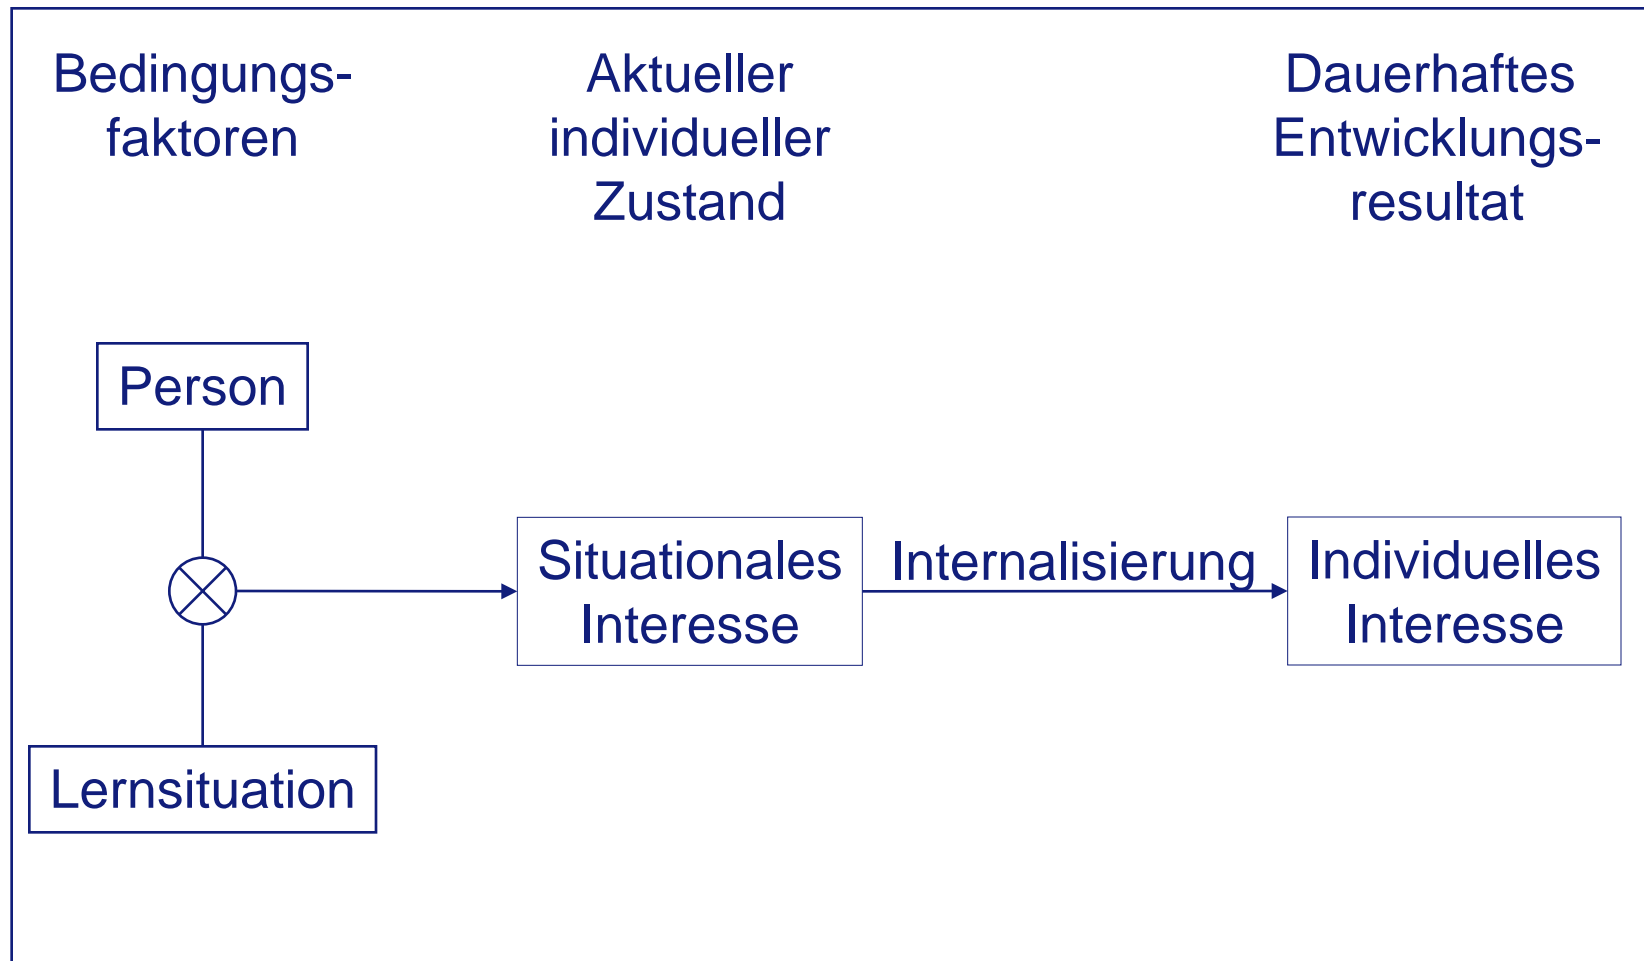 Bedingungs-
faktoren
Aktueller
individueller
Zustand
Dauerhaftes
Entwicklungs-
resultat
Person
Situationales
Interesse
Internalisierung
Individuelles
Interesse
Lernsituation